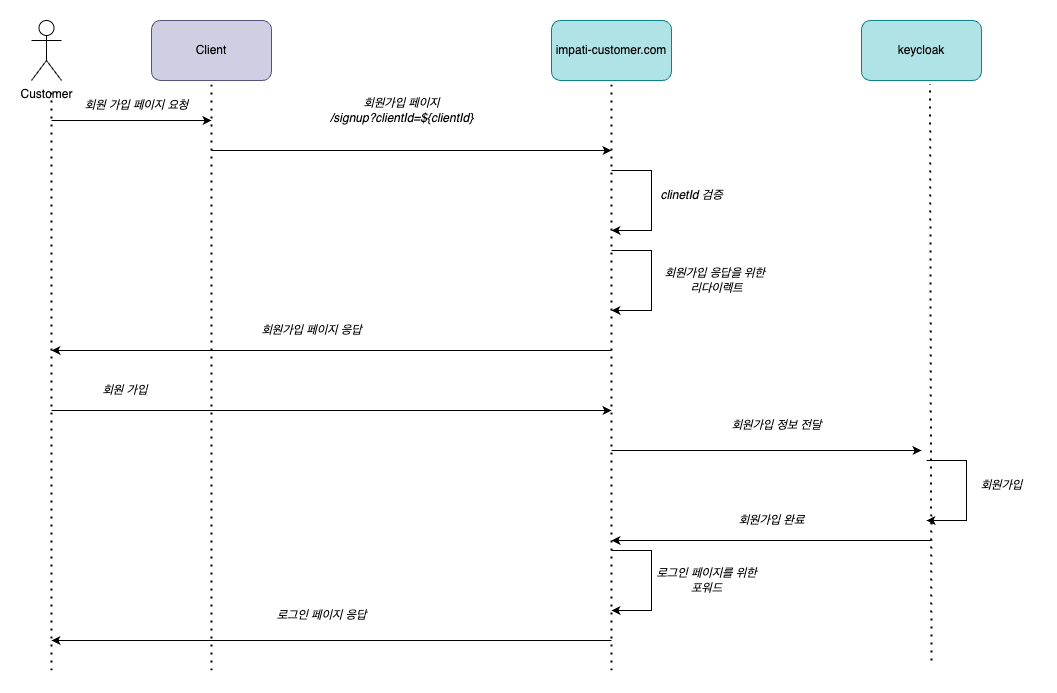 Client
impati-customer.com
keycloak
Customer
회원 가입 페이지 요청
회원가입 페이지
/signup?clientId=${clientId}
clinetId 검증
회원가입 응답을 위한
리다이렉트
회원가입 페이지 응답
회원 가입
회원가입 정보 전달
회원가입
회원가입 완료
로그인 페이지를 위한
포워드
로그인 페이지 응답